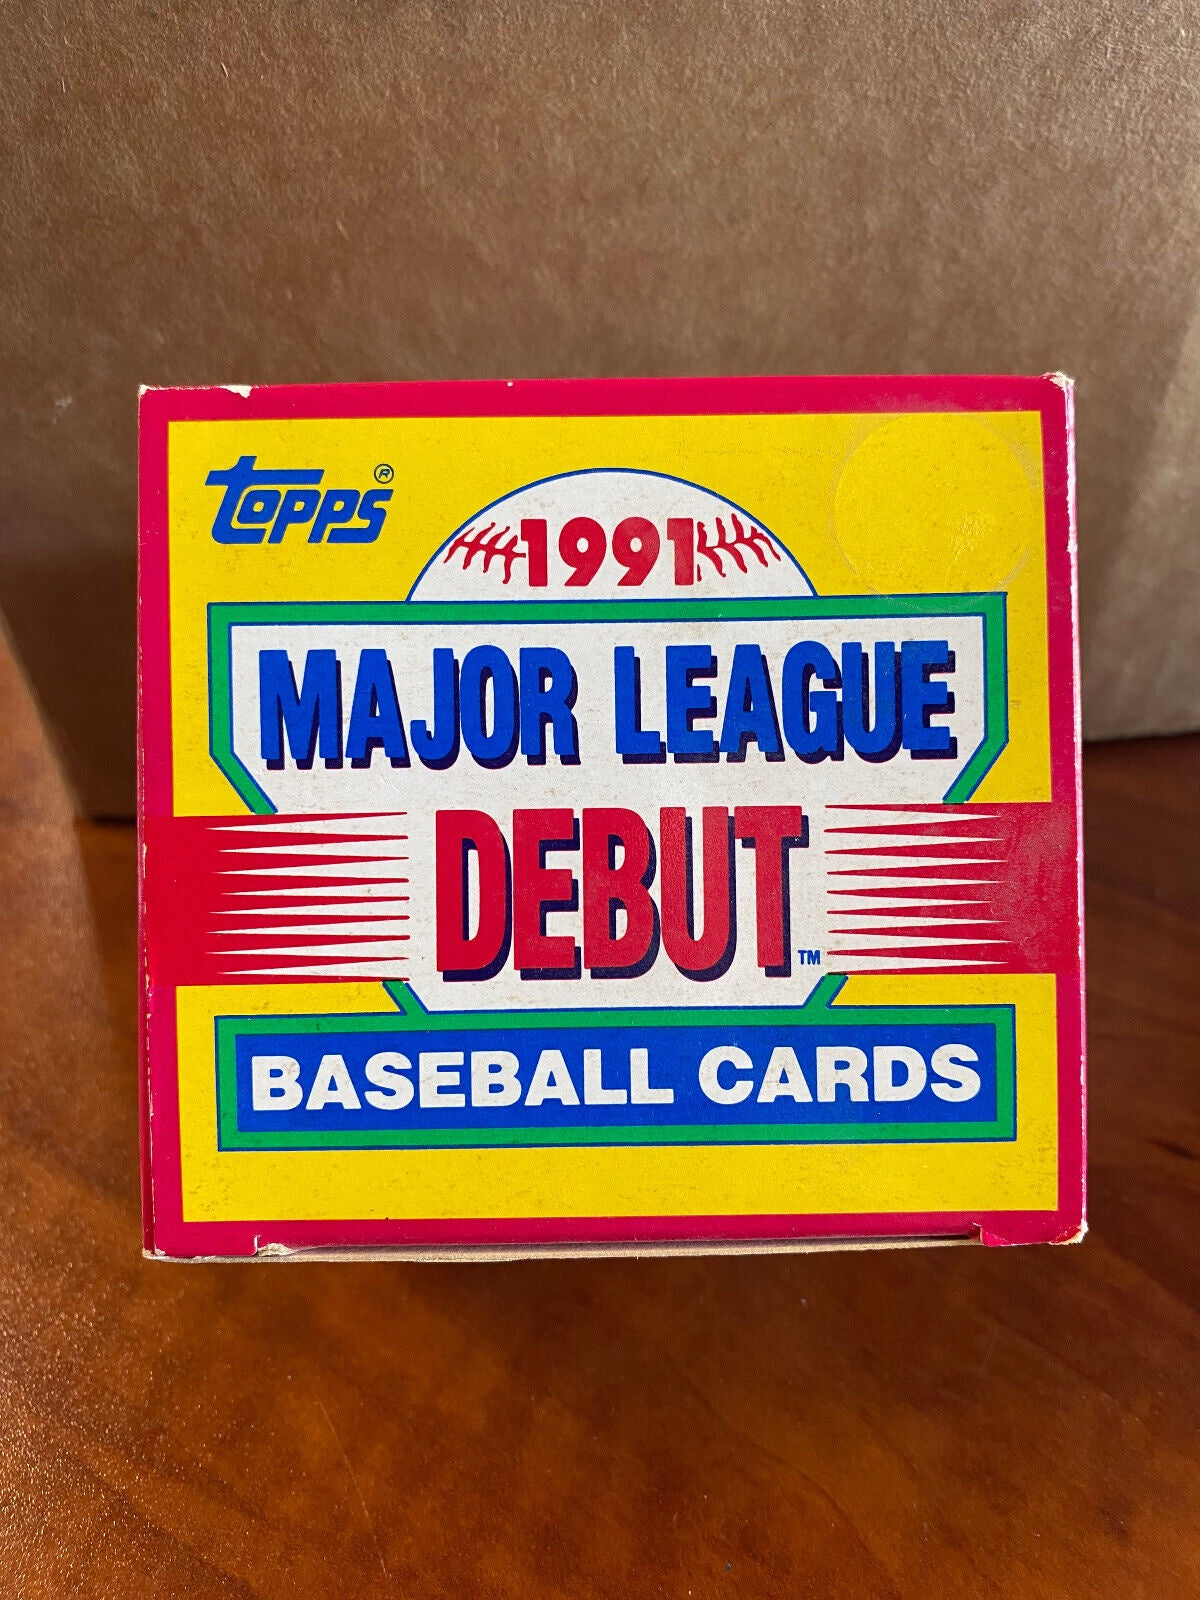 Topps®
1991
MAJOR LEAGUE
DEBUT™
BASEBALL CARDS